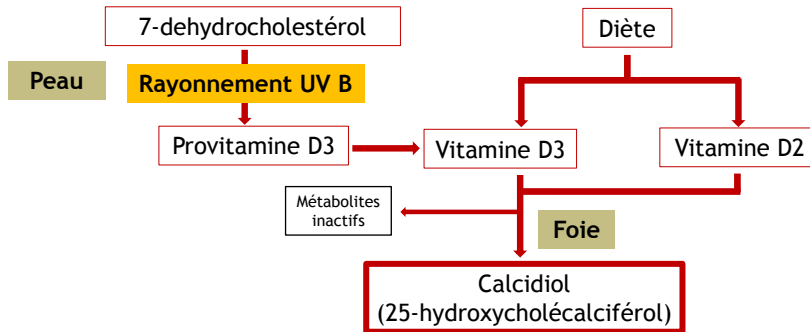 7-dehydrocholestérol
Diète
Peau
Rayonnement UV B
Provitamine D3
Vitamine D3
Vitamine D2
Métabolites
inactifs
Foie
Calcidiol
(25-hydroxycholécalciférol)